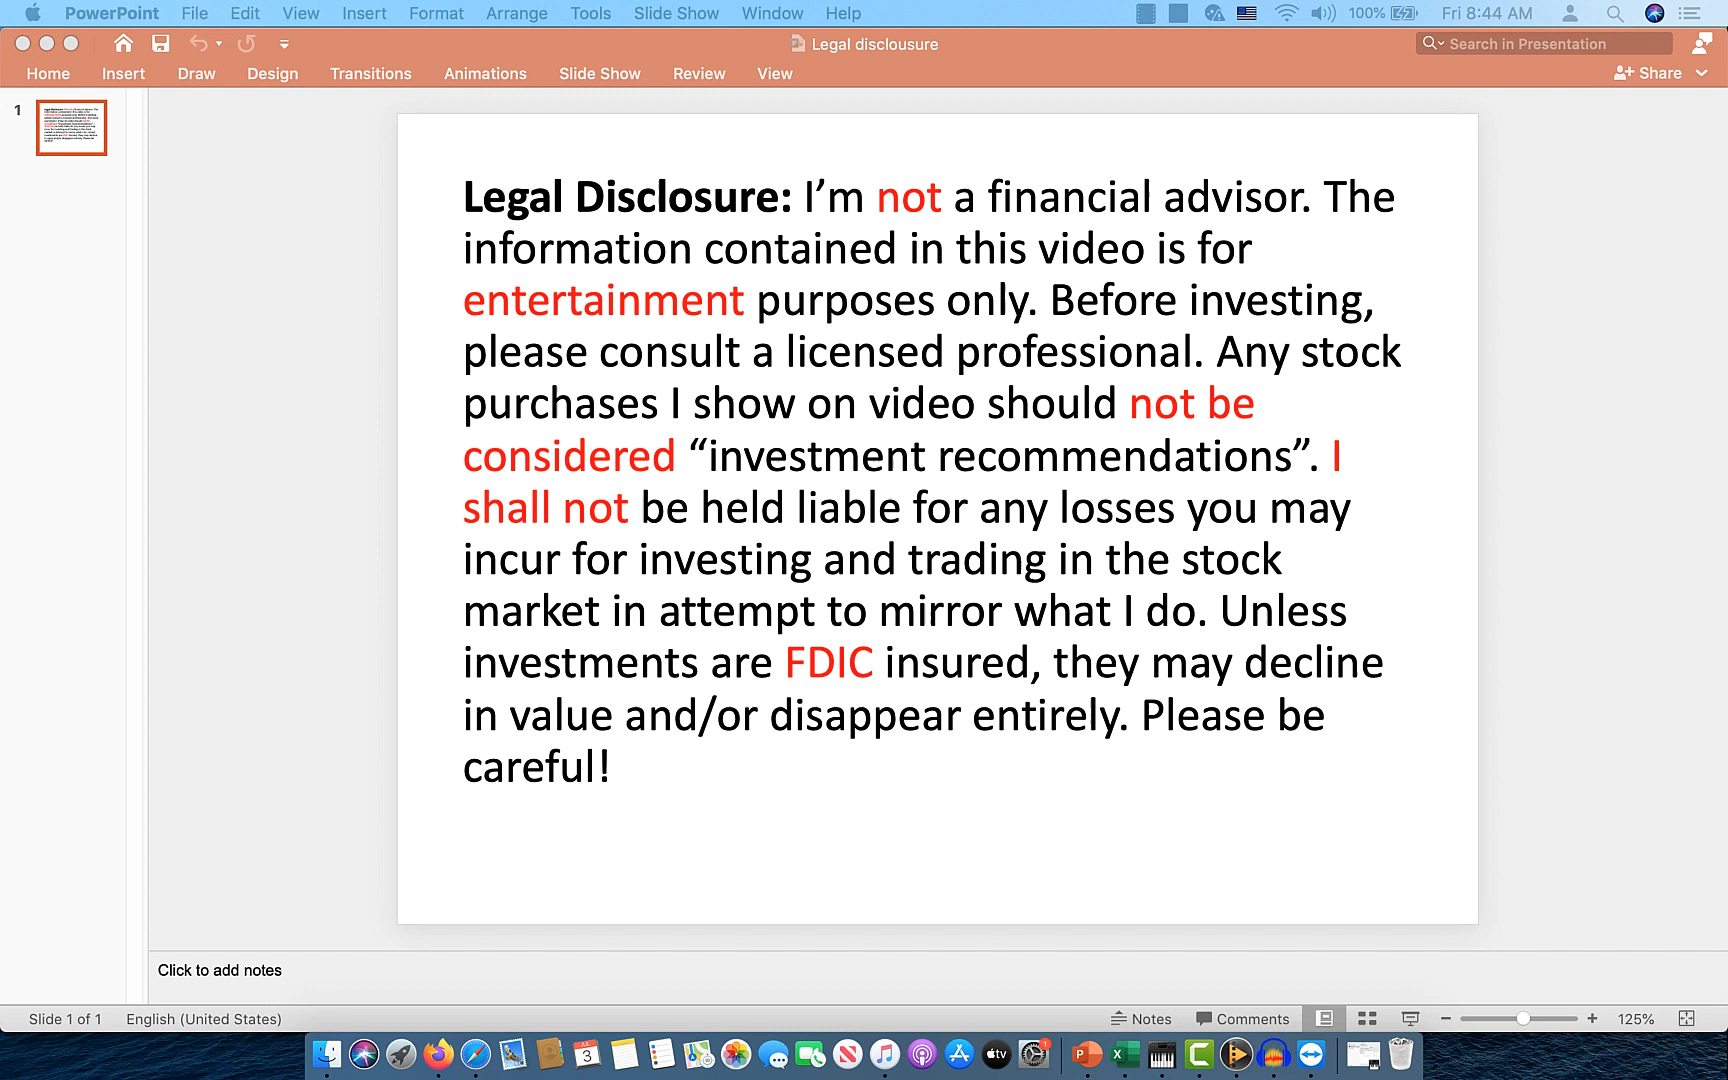 PowerPoint File Edit View Insert Format Arrange Tools Slide Show Window Help 100% Fri 8:44 AM
Legal disclousure
Search in Presentation
Home Insert Draw Design Transitions Animations Slide Show Review View Share
1
Legal Disclosure: I’m not a financial advisor. The
information contained in this video is for
entertainment purposes only. Before investing,
please consult a licensed professional. Any stock
purchases I show on video should not be
considered “investment recommendations”. I
shall not be held liable for any losses you may
incur for investing and trading in the stock
market in attempt to mirror what I do. Unless
investments are FDIC insured, they may decline
in value and/or disappear entirely. Please be
careful!
Click to add notes
Slide 1 of 1 English (United States) Notes Comments 125%
JUL
3
tv
1
P
X
C